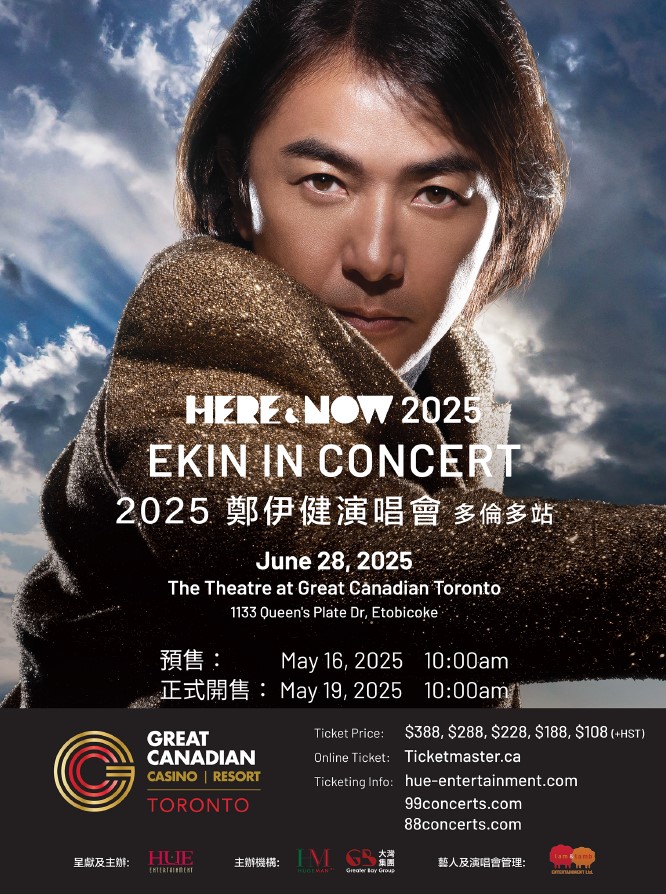 HERE & NOW 2025
EKIN IN CONCERT
2025 鄭伊健演唱會 多倫多站
June 28, 2025
The Theatre at Great Canadian Toronto
1133 Queen's Plate Dr, Etobicoke
預售： May 16, 2025 10:00am
正式開售： May 19, 2025 10:00am
GREAT
CANADIAN
CASINO | RESORT
TORONTO
Ticket Price: $388, $288, $228, $188, $108 (+HST)
Online Ticket: Ticketmaster.ca
Ticketing Info: hue-entertainment.com
99concerts.com
88concerts.com
呈獻及主辦:
HUE
ENTERTAINMENT
主辦機構:
GB
大灣
集團
Greater Bay Group
藝人及演唱會管理:
ENTERTAINMENT Ltd.